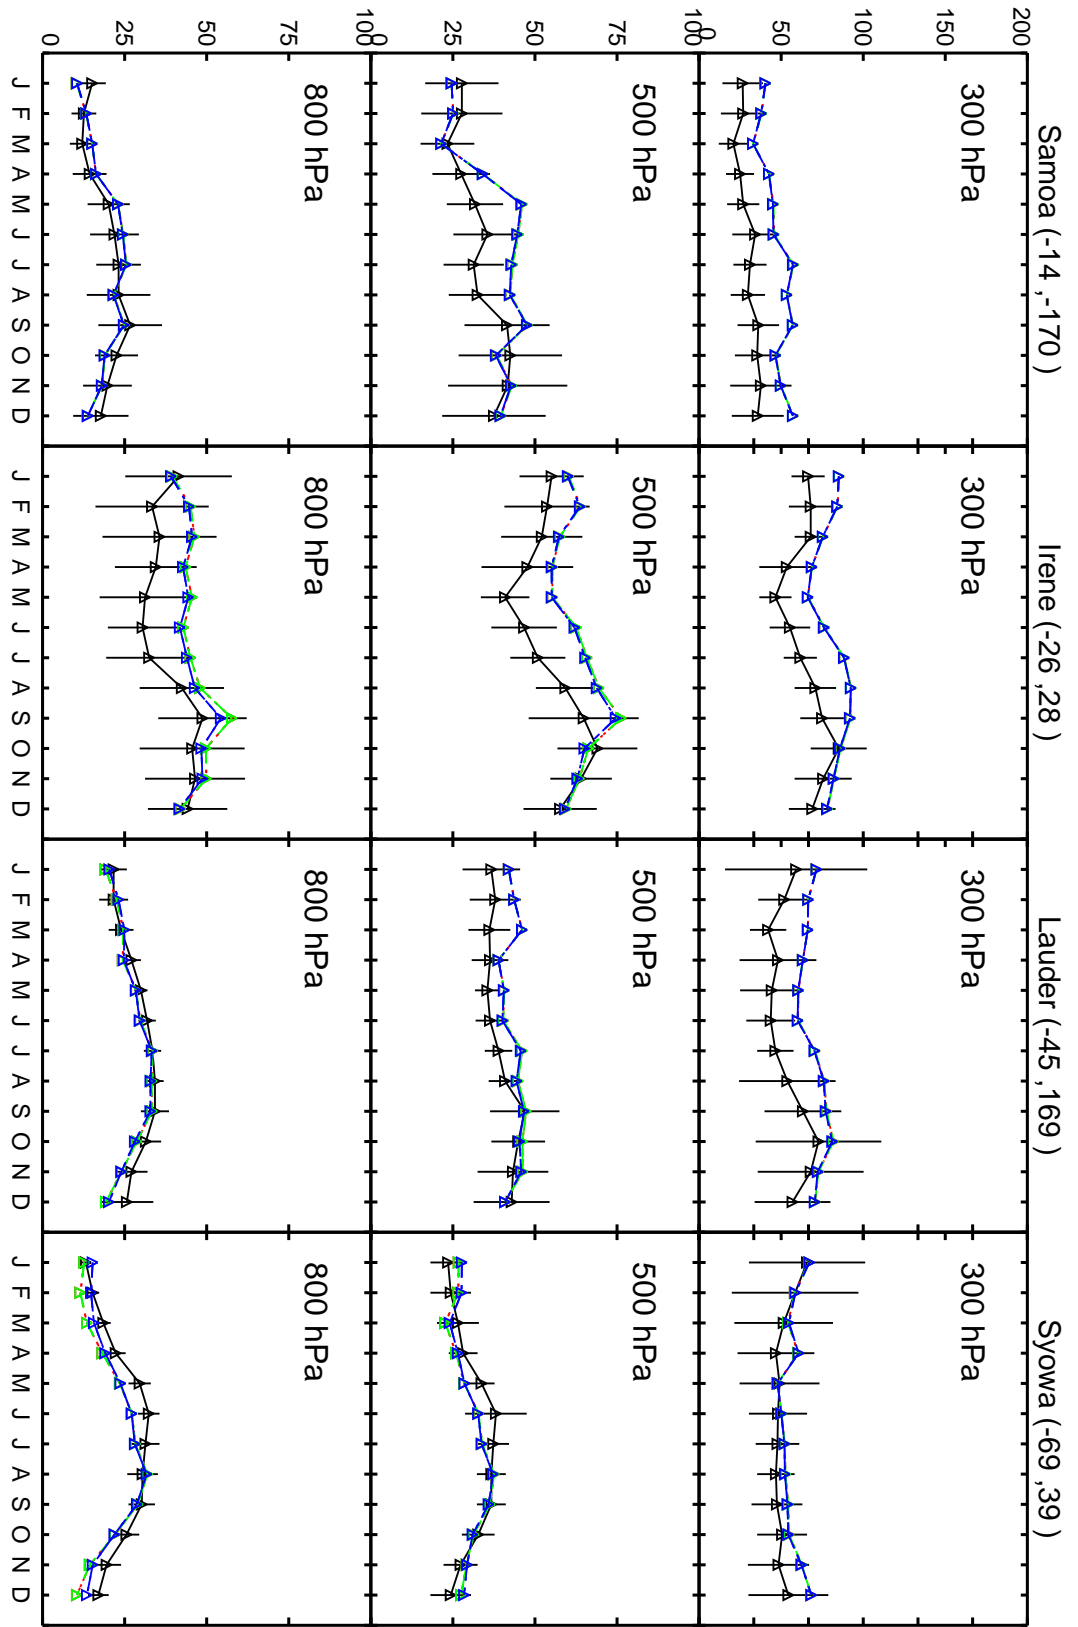 Samoa (-14 ,-170 )
Irene (-26 ,28 )
Lauder (-45 ,169 )
Syowa (-69 ,39 )
200
150
100
50
0
300 hPa
300 hPa
300 hPa
300 hPa
100
75
50
25
0
500 hPa
500 hPa
500 hPa
500 hPa
100
75
50
25
0
800 hPa
800 hPa
800 hPa
800 hPa
J F M A M J J A S O N D
J F M A M J J A S O N D
J F M A M J J A S O N D
J F M A M J J A S O N D